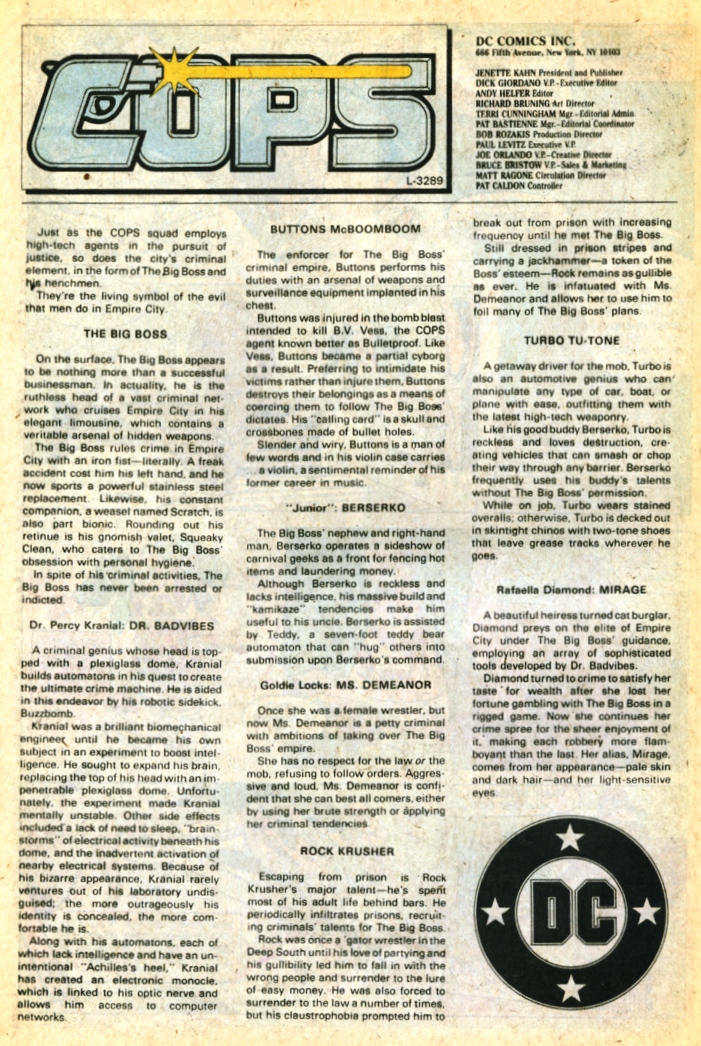 COPS
L-3289
DC COMICS INC.
666 Fifth Avenue, New York, NY 10103
JENETTE KAHN President and Publisher
DICK GIORDANO V.P.-Executive Editor
ANDY HELFER Editor
RICHARD BRUNING Art Director
TERRI CUNNINGHAM Mgr.-Editorial Admin.
PAT BASTIENNE Mgr.-Editorial Coordinator
BOB ROZAKIS Production Director
PAUL LEVITZ Executive V.P.
JOE ORLANDO V.P.-Creative Director
BRUCE BRISTOW V.P.-Sales & Marketing
MATT RAGONE Circulation Director
PAT CALDON Controller
Just as the COPS squad employs
high-tech agents in the pursuit of
justice, so does the city's criminal
element, in the form of The Big Boss and
his henchmen.
They're the living symbol of the evil
that men do in Empire City.
THE BIG BOSS
On the surface, The Big Boss appears
to be nothing more than a successful
businessman. In actuality, he is the
ruthless head of a vast criminal net-
work who cruises Empire City in his
elegant limousine, which contains a
veritable arsenal of hidden weapons.
The Big Boss rules crime in Empire
City with an iron fist—literally. A freak
accident cost him his left hand, and he
now sports a powerful stainless steel
replacement. Likewise, his constant
companion, a weasel named Scratch, is
also part bionic. Rounding out his
retinue is his gnomish valet, Squeaky
Clean, who caters to The Big Boss'
obsession with personal hygiene.
In spite of his criminal activities, The
Big Boss has never been arrested or
indicted.
Dr. Percy Kranial: DR. BADVIBES
A criminal genius whose head is top-
ped with a plexiglass dome, Kranial
builds automatons in his quest to create
the ultimate crime machine. He is aided
in this endeavor by his robotic sidekick,
Buzzbomb.
Kranial was a brilliant biomechanical
engineer until he became his own
subject in an experiment to boost intel-
ligence. He sought to expand his brain,
replacing the top of his head with an im-
penetrable plexiglass dome. Unfortu-
nately, the experiment made Kranial
mentally unstable. Other side effects
included a lack of need to sleep, "brain-
storms" of electrical activity beneath his
dome, and the inadvertent activation of
nearby electrical systems. Because of
his bizarre appearance, Kranial rarely
ventures out of his laboratory undis-
guised; the more outrageously his
identity is concealed, the more com-
fortable he is.
Along with his automatons, each of
which lack intelligence and have an un-
intentional "Achilles's heel," Kranial
has created an electronic monocle,
which is linked to his optic nerve and
allows him access to computer
networks.
BUTTONS McBOOMBOOM
The enforcer for The Big Boss'
criminal empire, Buttons performs his
duties with an arsenal of weapons and
surveillance equipment implanted in his
chest.
Buttons was injured in the bomb blast
intended to kill B.V. Vess, the COPS
agent known better as Bulletproof. Like
Vess, Buttons became a partial cyborg
as a result. Preferring to intimidate his
victims rather than injure them, Buttons
destroys their belongings as a means of
coercing them to follow The Big Boss'
dictates. His "calling card" is a skull and
crossbones made of bullet holes.
Slender and wiry, Buttons is a man of
few words and in his violin case carries
. . . a violin, a sentimental reminder of his
former career in music.
"Junior": BERSERKO
The Big Boss' nephew and right-hand
man, Berserko operates a sideshow of
carnival geeks as a front for fencing hot
items and laundering money.
Although Berserko is reckless and
lacks intelligence, his massive build and
"kamikaze" tendencies make him
useful to his uncle. Berserko is assisted
by Teddy, a seven-foot teddy bear
automaton that can "hug" others into
submission upon Berserko's command.
Goldie Locks: MS. DEMEANOR
Once she was a female wrestler, but
now Ms. Demeanor is a petty criminal
with ambitions of taking over The Big
Boss' empire.
She has no respect for the law or the
mob, refusing to follow orders. Aggres-
sive and loud, Ms. Demeanor is confi-
dent that she can best all comers, either
by using her brute strength or applying
her criminal tendencies.
ROCK KRUSHER
Escaping from prison is Rock
Krusher's major talent—he's spent
most of his adult life behind bars. He
periodically infiltrates prisons, recruit-
ing criminals' talents for The Big Boss.
Rock was once a 'gator wrestler in the
Deep South until his love of partying and
his gullibility led him to fall in with the
wrong people and surrender to the lure
of easy money. He was also forced to
surrender to the law a number of times,
but his claustrophobia prompted him to
break out from prison with increasing
frequency until he met The Big Boss.
Still dressed in prison stripes and
carrying a jackhammer—a token of the
Boss' esteem—Rock remains as gullible
as ever. He is infatuated with Ms.
Demeanor and allows her to use him to
foil many of The Big Boss' plans.
TURBO TU-TONE
A getaway driver for the mob, Turbo is
also an automotive genius who can
manipulate any type of car, boat, or
plane with ease, outfitting them with
the latest high-tech weaponry.
Like his good buddy Berserko, Turbo is
reckless and loves destruction, cre-
ating vehicles that can smash or chop
their way through any barrier. Berserko
frequently uses his buddy's talents
without The Big Boss' permission.
While on job, Turbo wears stained
overalls; otherwise, Turbo is decked out
in skintight chinos with two-tone shoes
that leave grease tracks wherever he
goes.
Rafaella Diamond: MIRAGE
A beautiful heiress turned cat burglar,
Diamond preys on the elite of Empire
City under The Big Boss' guidance,
employing an array of sophisticated
tools developed by Dr. Badvibes.
Diamond turned to crime to satisfy her
taste for wealth after she lost her
fortune gambling with The Big Boss in a
rigged game. Now she continues her
crime spree for the sheer enjoyment of
it, making each robbery more flam-
boyant than the last. Her alias, Mirage,
comes from her appearance—pale skin
and dark hair—and her light-sensitive
eyes.
DC